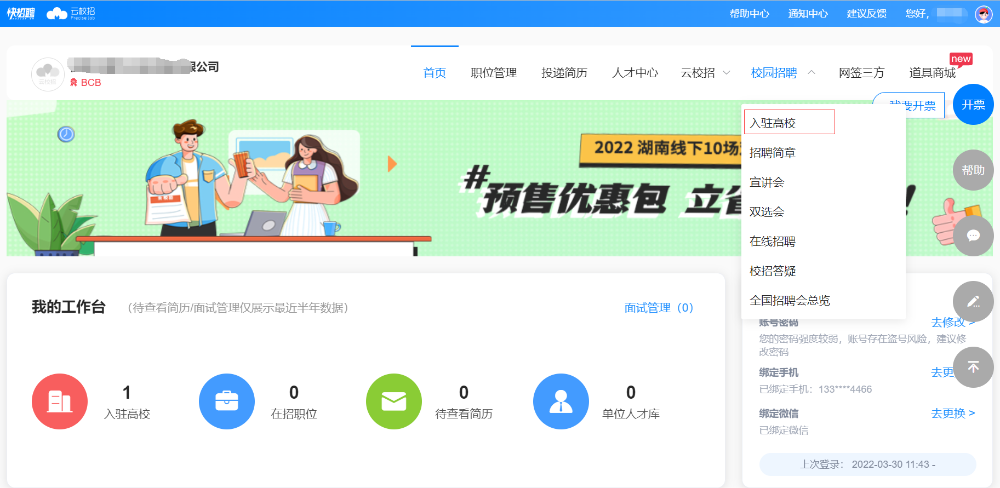 快招聘
云校招
Precise Job
帮助中心
通知中心
建议反馈
您好,
限公司
BCB
云校招
首页
职位管理
投递简历
人才中心
云校招
校园招聘
网签三方
道具商城
new
我要开票
开票
入驻高校
招聘简章
宣讲会
双选会
在线招聘
校招答疑
全国招聘会总览
2022 湖南线下10场
#预售优惠包 立省
!
帮助
我的工作台
（待查看简历/面试管理仅展示最近半年数据）
面试管理（0）
1
入驻高校
0
在招职位
0
待查看简历
0
单位人才库
账号密码
去修改 >
您的密码强度较弱，账号存在盗号风险，建议修
改密码
绑定手机
去更
已绑定手机：133****4466
绑定微信
去更换 >
已绑定微信
上次登录： 2022-03-30 11:43 -